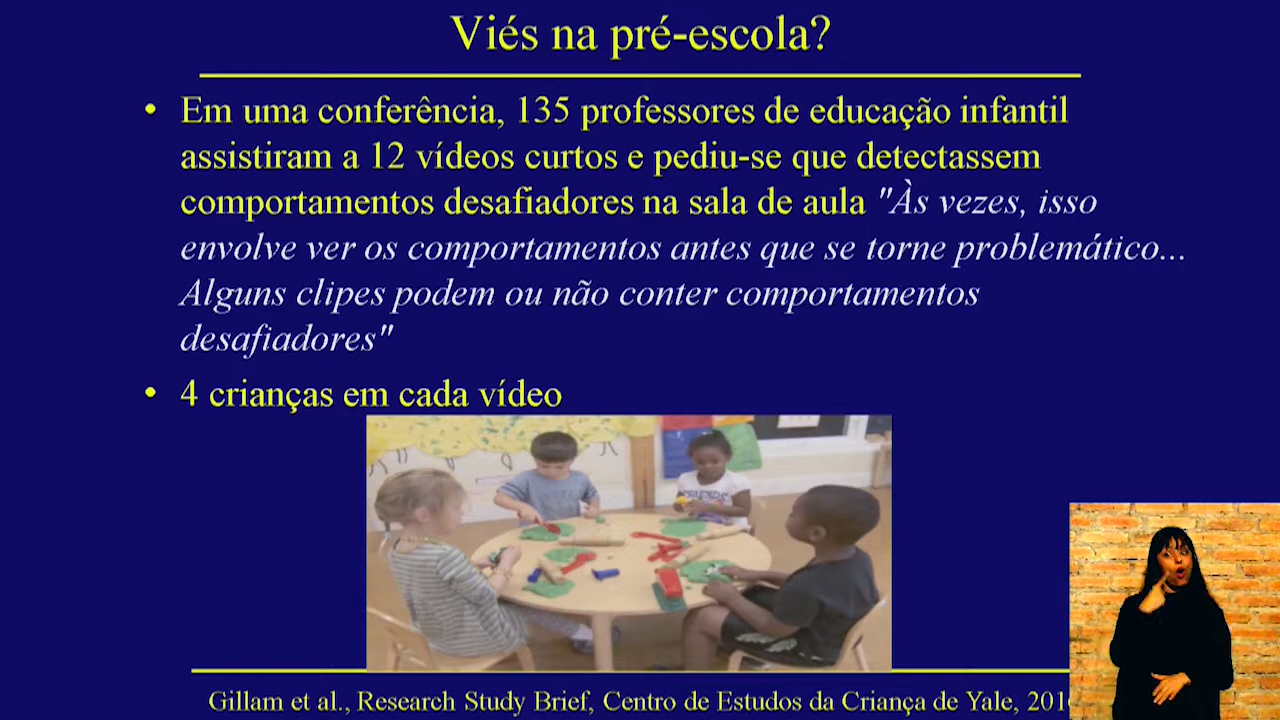 Viés na pré-escola?
• Em uma conferência, 135 professores de educação infantil
assistiram a 12 vídeos curtos e pediu-se que detectassem
comportamentos desafiadores na sala de aula "Às vezes, isso
envolve ver os comportamentos antes que se torne problemático...
Alguns clipes podem ou não conter comportamentos
desafiadores"
• 4 crianças em cada vídeo
FRIENDS
Gillam et al., Research Study Brief, Centro de Estudos da Criança de Yale,